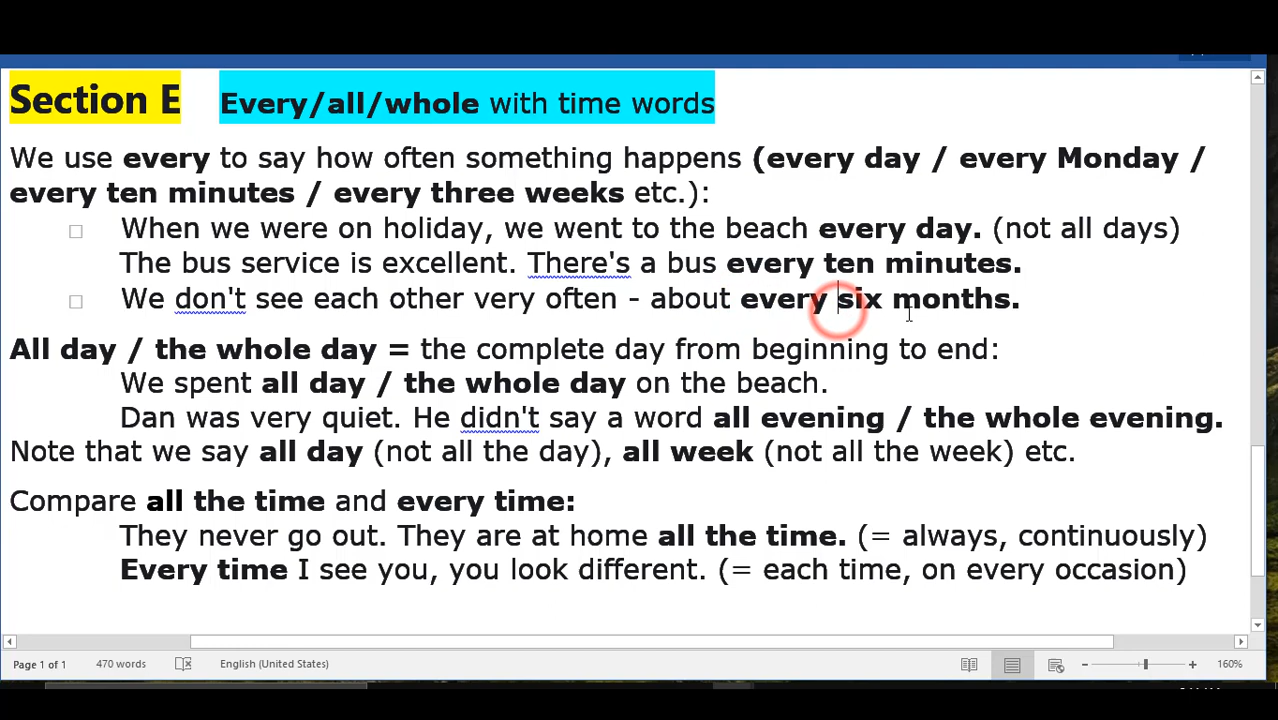 Section E Every/all/whole with time words
We use every to say how often something happens (every day / every Monday /
every ten minutes / every three weeks etc.):
When we were on holiday, we went to the beach every day. (not all days)
The bus service is excellent. There's a bus every ten minutes.
We don't see each other very often - about every six months.
All day / the whole day = the complete day from beginning to end:
We spent all day / the whole day on the beach.
Dan was very quiet. He didn't say a word all evening / the whole evening.
Note that we say all day (not all the day), all week (not all the week) etc.
Compare all the time and every time:
They never go out. They are at home all the time. (= always, continuously)
Every time I see you, you look different. (= each time, on every occasion)
Page 1 of 1 470 words English (United States) 160%